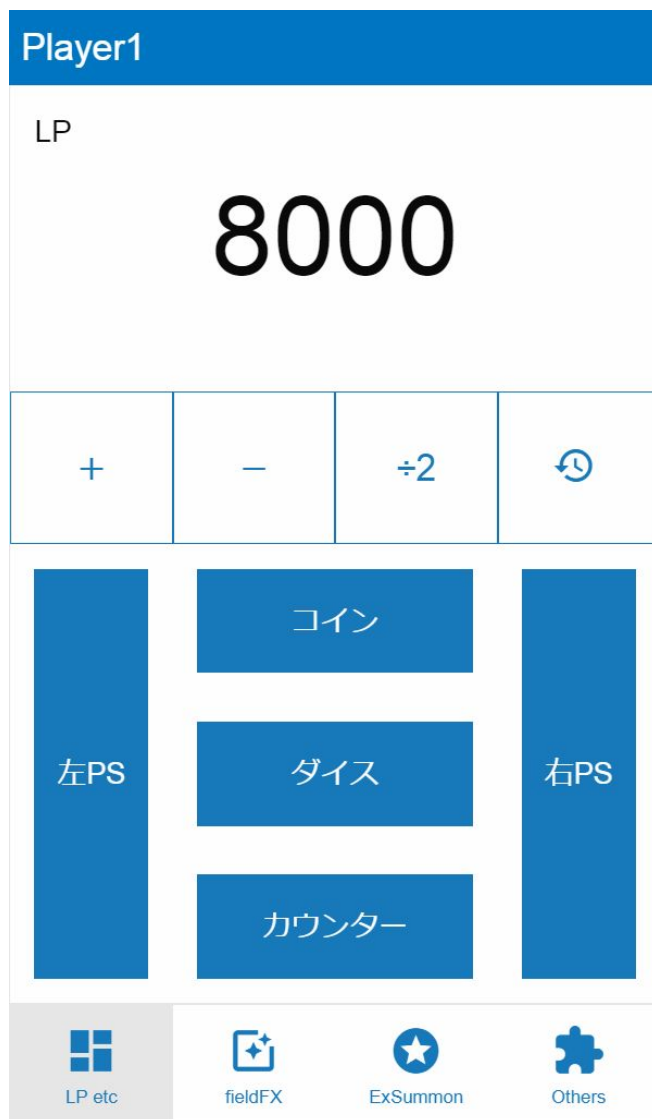 Player1
LP
8000
+
−
÷2
コイン
左PS
ダイス
右PS
カウンター
LP etc
fieldFX
ExSummon
Others